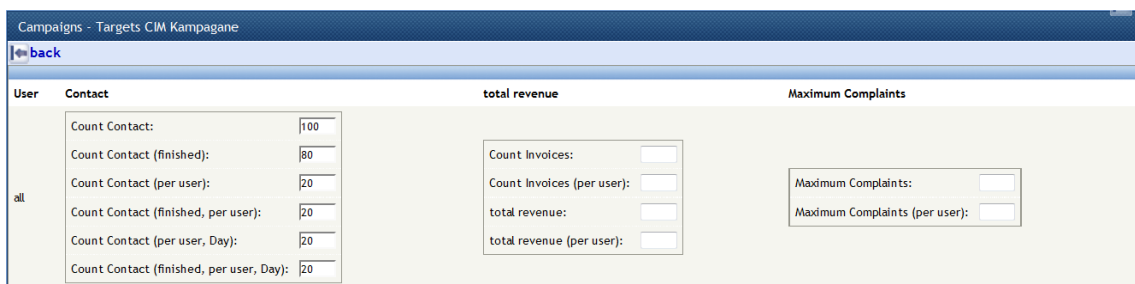 Campaigns - Targets CIM Kampagane
back
User Contact total revenue Maximum Complaints
all
Count Contact: 100
Count Contact (finished): 80
Count Contact (per user): 20
Count Contact (finished, per user): 20
Count Contact (per user, Day): 20
Count Contact (finished, per user, Day): 20
Count Invoices:
Count Invoices (per user):
total revenue:
total revenue (per user):
Maximum Complaints:
Maximum Complaints (per user):